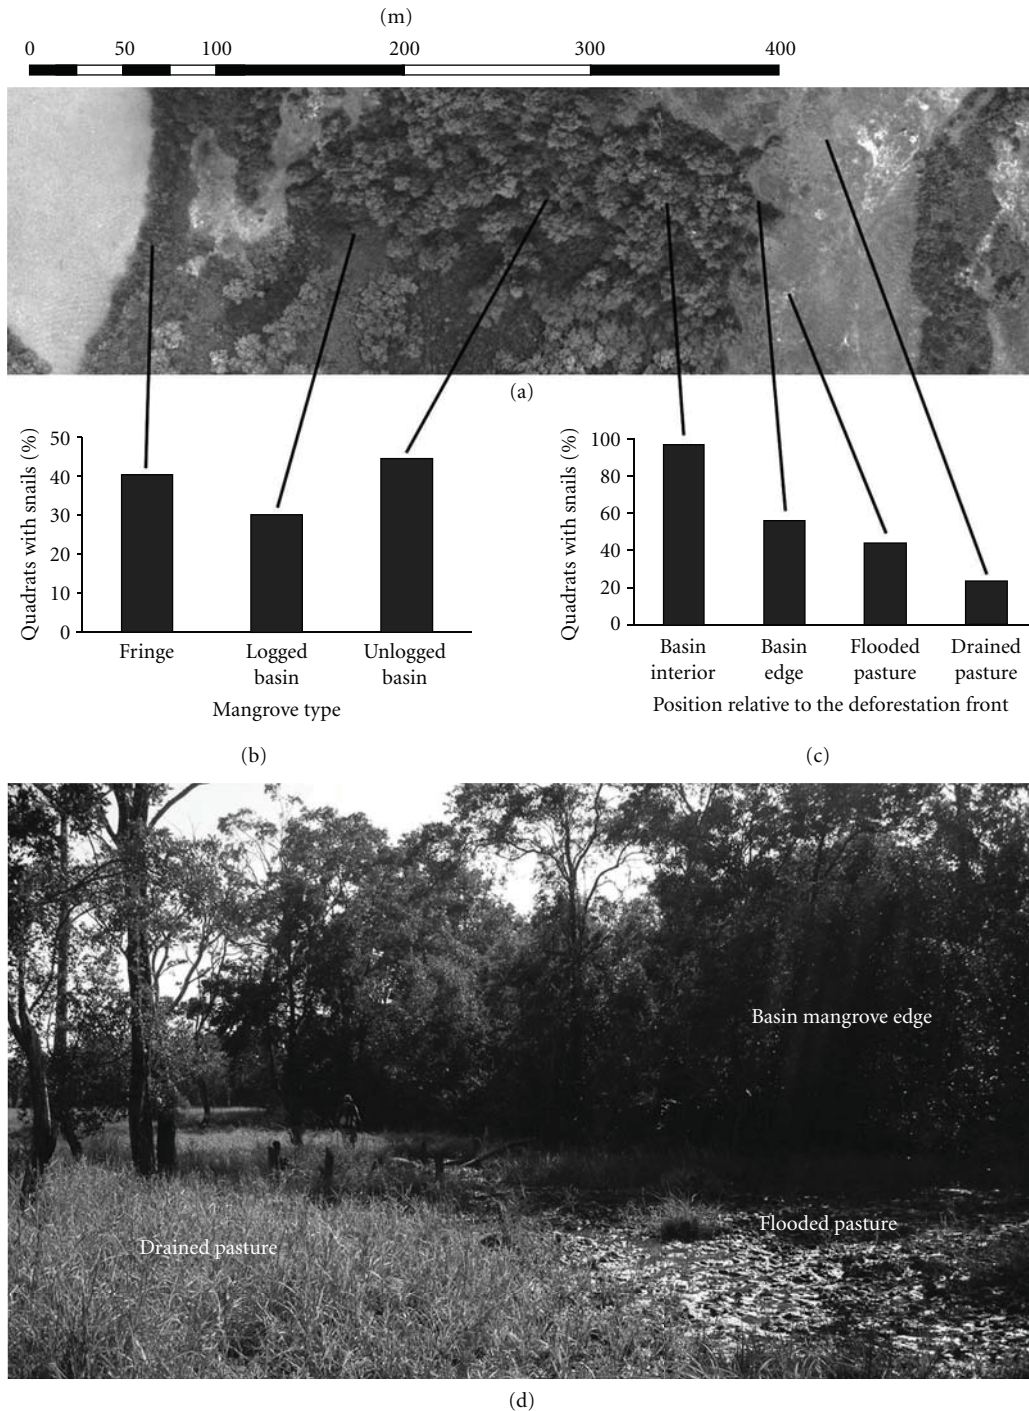 (m)
0 50 100 200 300 400
(a)
Quadrats with snails (%)
50
40
30
20
10
0
Fringe
Logged basin
Unlogged basin
Mangrove type
(b)
Quadrats with snails (%)
100
80
60
40
20
0
Basin interior
Basin edge
Flooded pasture
Drained pasture
Position relative to the deforestation front
(c)
Basin mangrove edge
Flooded pasture
Drained pasture
(d)